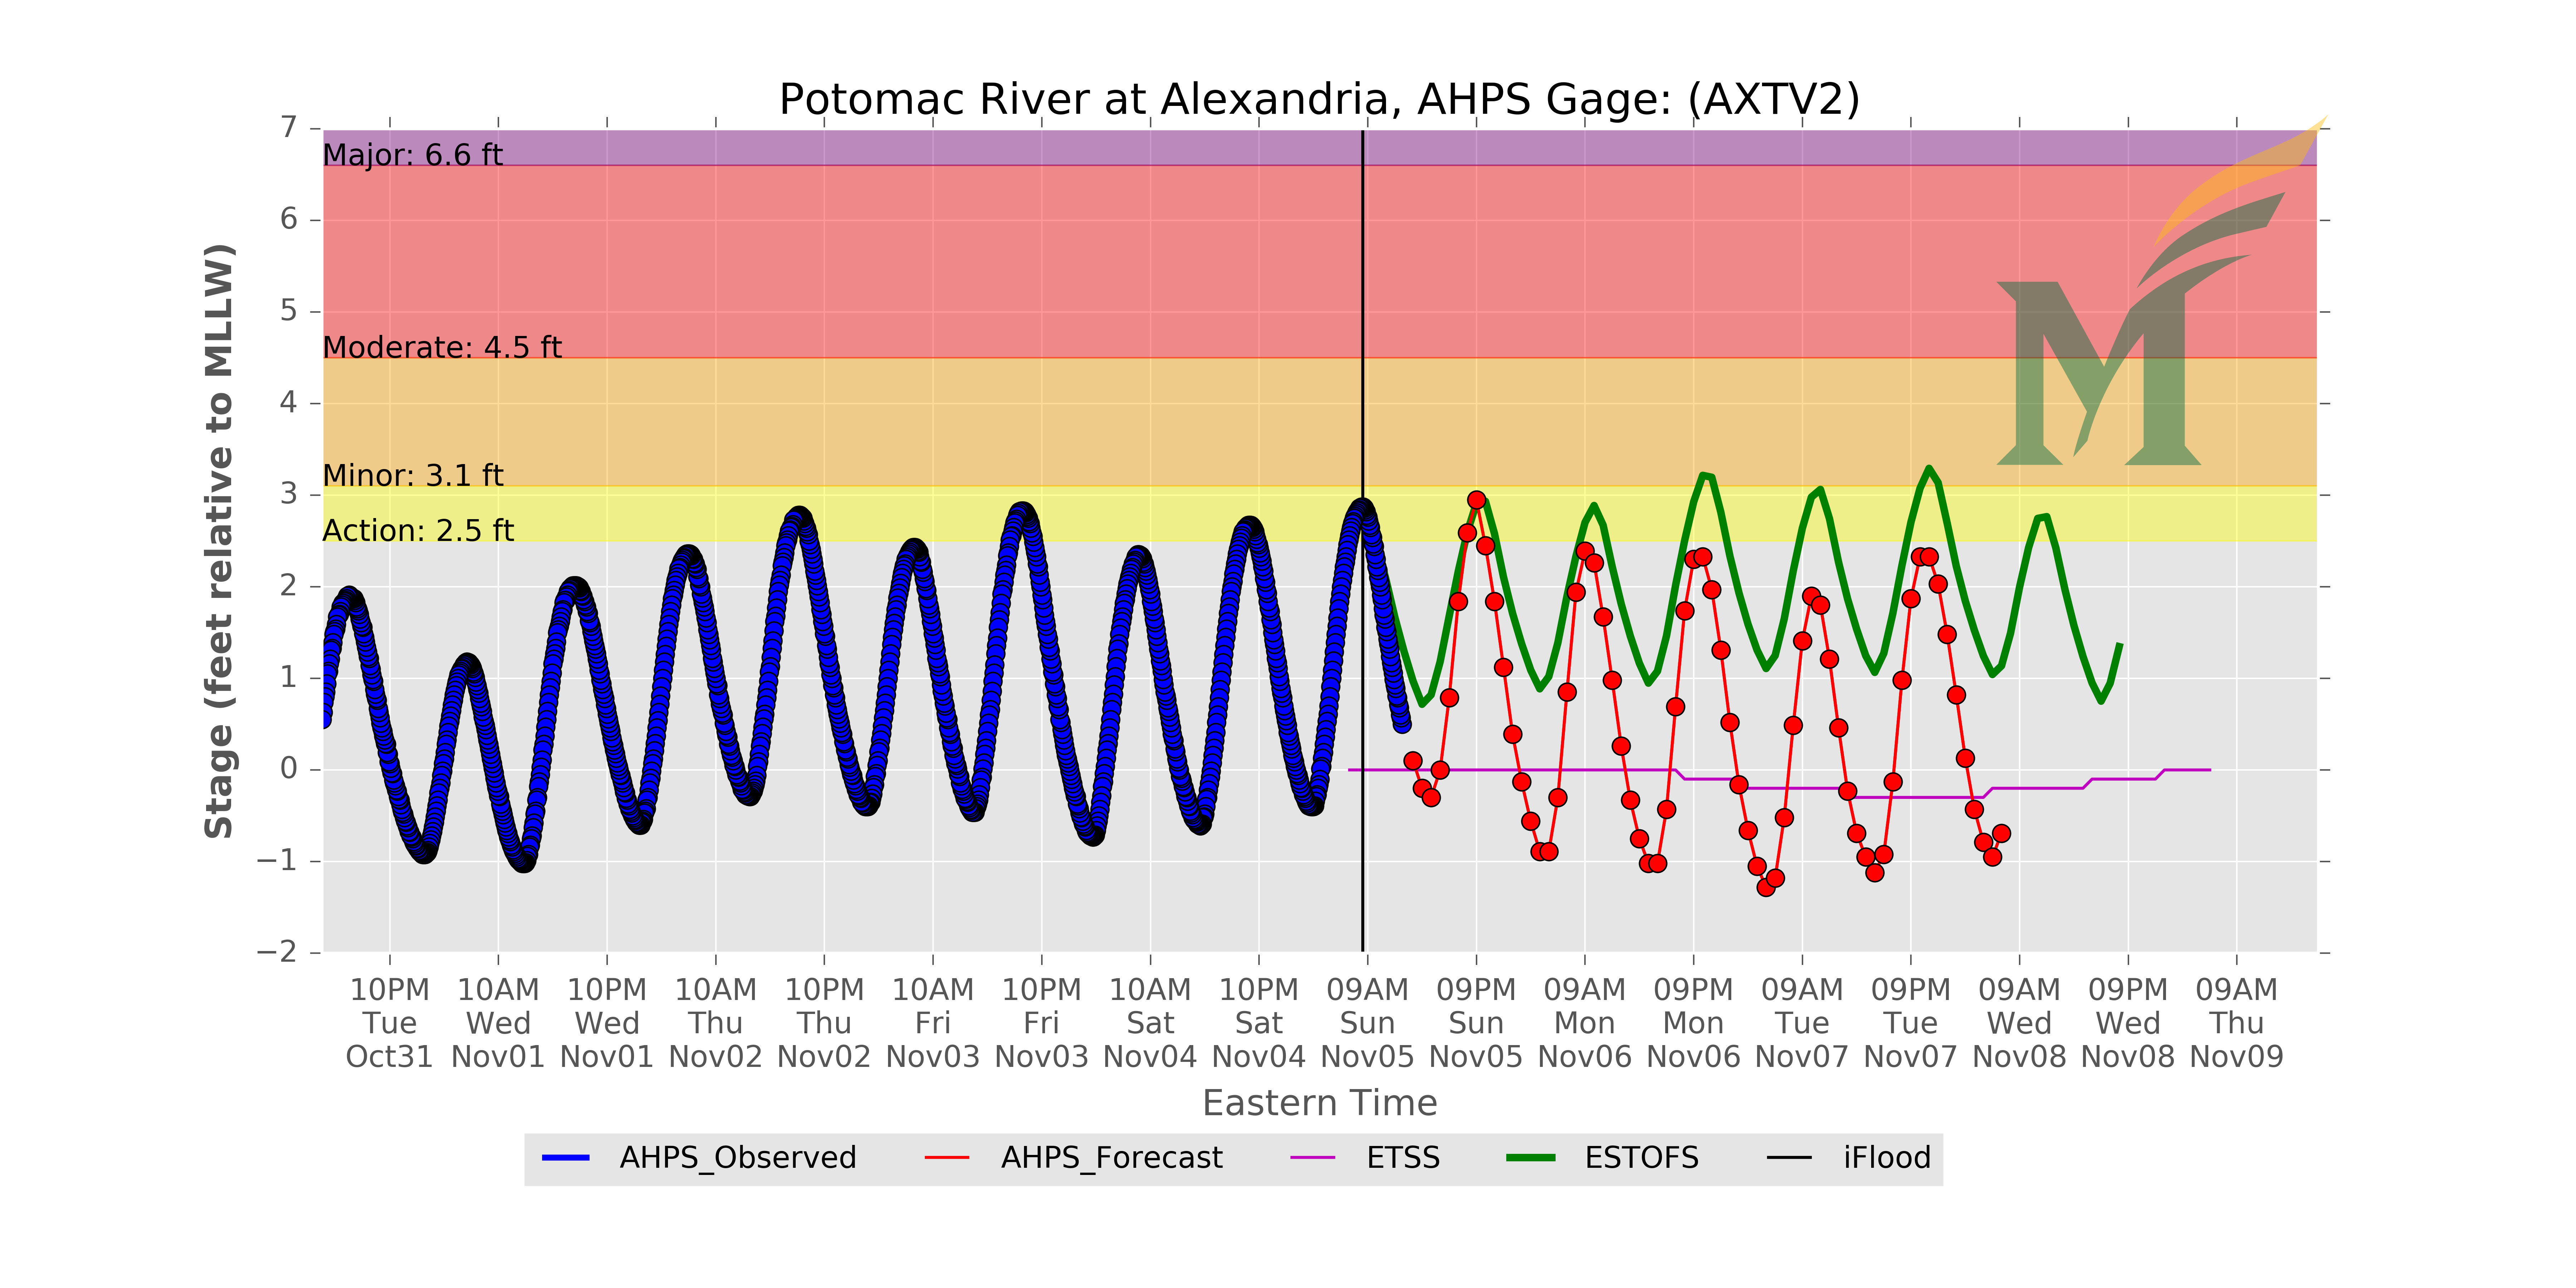 Potomac River at Alexandria, AHPS Gage: (AXTV2)
7
6
5
4
3
2
1
0
−1
−2
Stage (feet relative to MLLW)
Major: 6.6 ft
Moderate: 4.5 ft
Minor: 3.1 ft
Action: 2.5 ft
M
10PM 10AM 10PM 10AM 10PM 10AM 10PM 10AM 10PM 09AM 09PM 09AM 09PM 09AM 09PM 09AM 09PM 09AM
Tue Wed Wed Thu Thu Fri Fri Sat Sat Sun Sun Mon Mon Tue Tue Wed Wed Thu
Oct31 Nov01 Nov01 Nov02 Nov02 Nov03 Nov03 Nov04 Nov04 Nov05 Nov05 Nov06 Nov06 Nov07 Nov07 Nov08 Nov08 Nov09
Eastern Time
AHPS_Observed AHPS_Forecast ETSS ESTOFS iFlood